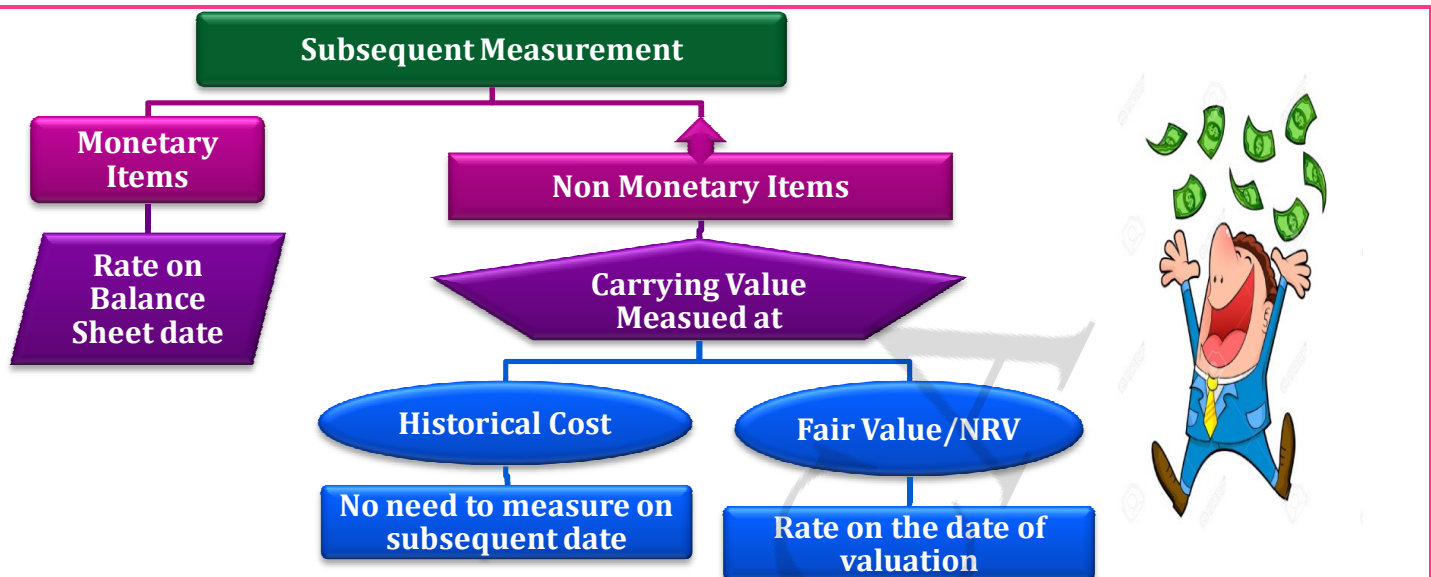 Subsequent Measurement
Monetary
Items
Non Monetary Items
Rate on
Balance
Sheet date
Carrying Value
Measued at
Historical Cost
Fair Value/NRV
No need to measure on
subsequent date
Rate on the date of
valuation